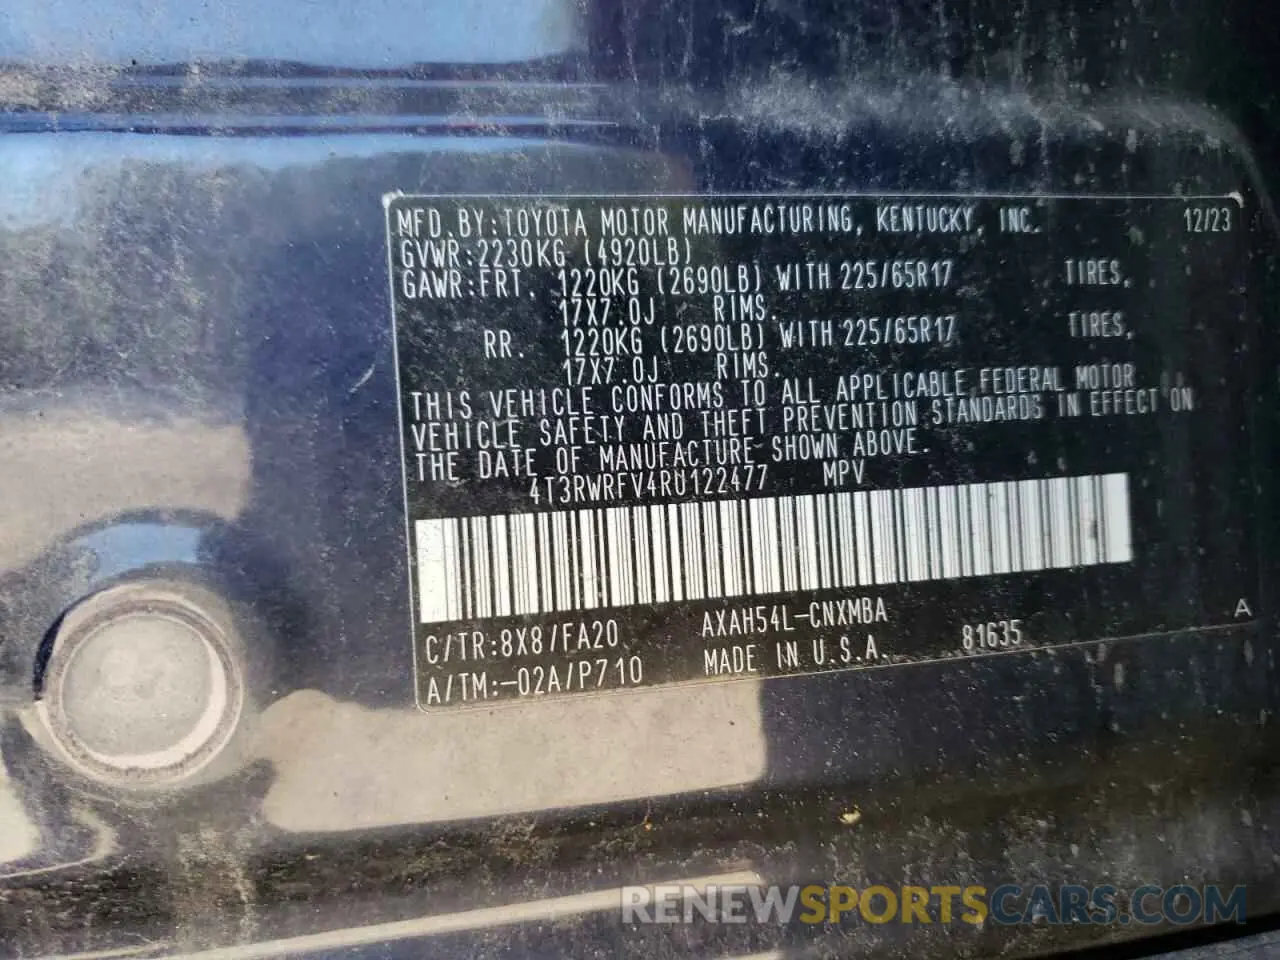 MFD.BY:TOYOTA MOTOR MANUFACTURING, KENTUCKY, INC. 12/23
GVWR:2230KG (4920LB)
GAWR:FRT. 1220KG (2690LB) WITH 225/65R17 TIRES,
17X7.0J RIMS.
RR. 1220KG (2690LB) WITH 225/65R17 TIRES,
17X7.0J RIMS.
THIS VEHICLE CONFORMS TO ALL APPLICABLE FEDERAL MOTOR
VEHICLE SAFETY AND THEFT PREVENTION STANDARDS IN EFFECT ON
THE DATE OF MANUFACTURE SHOWN ABOVE.
4T3RWRFV4RU122477 MPV
C/TR:8X8/FA20 AXAH54L-CNXMBA
A/TM:-02A/P710 MADE IN U.S.A. 81635 A
RENEWSPORTSCARS.COM